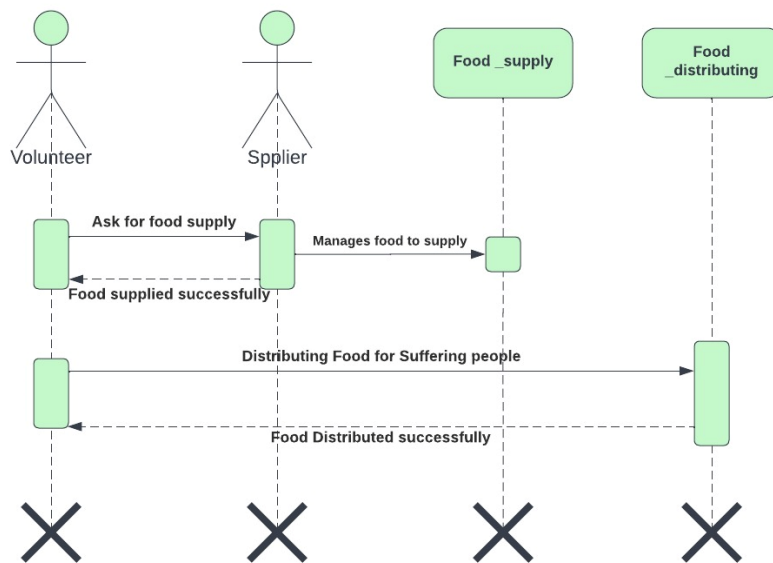 Food _supply
Food
_distributing
Volunteer
Spplier
Ask for food supply
Manages food to supply
Food supplied successfully
Distributing Food for Suffering people
Food Distributed successfully